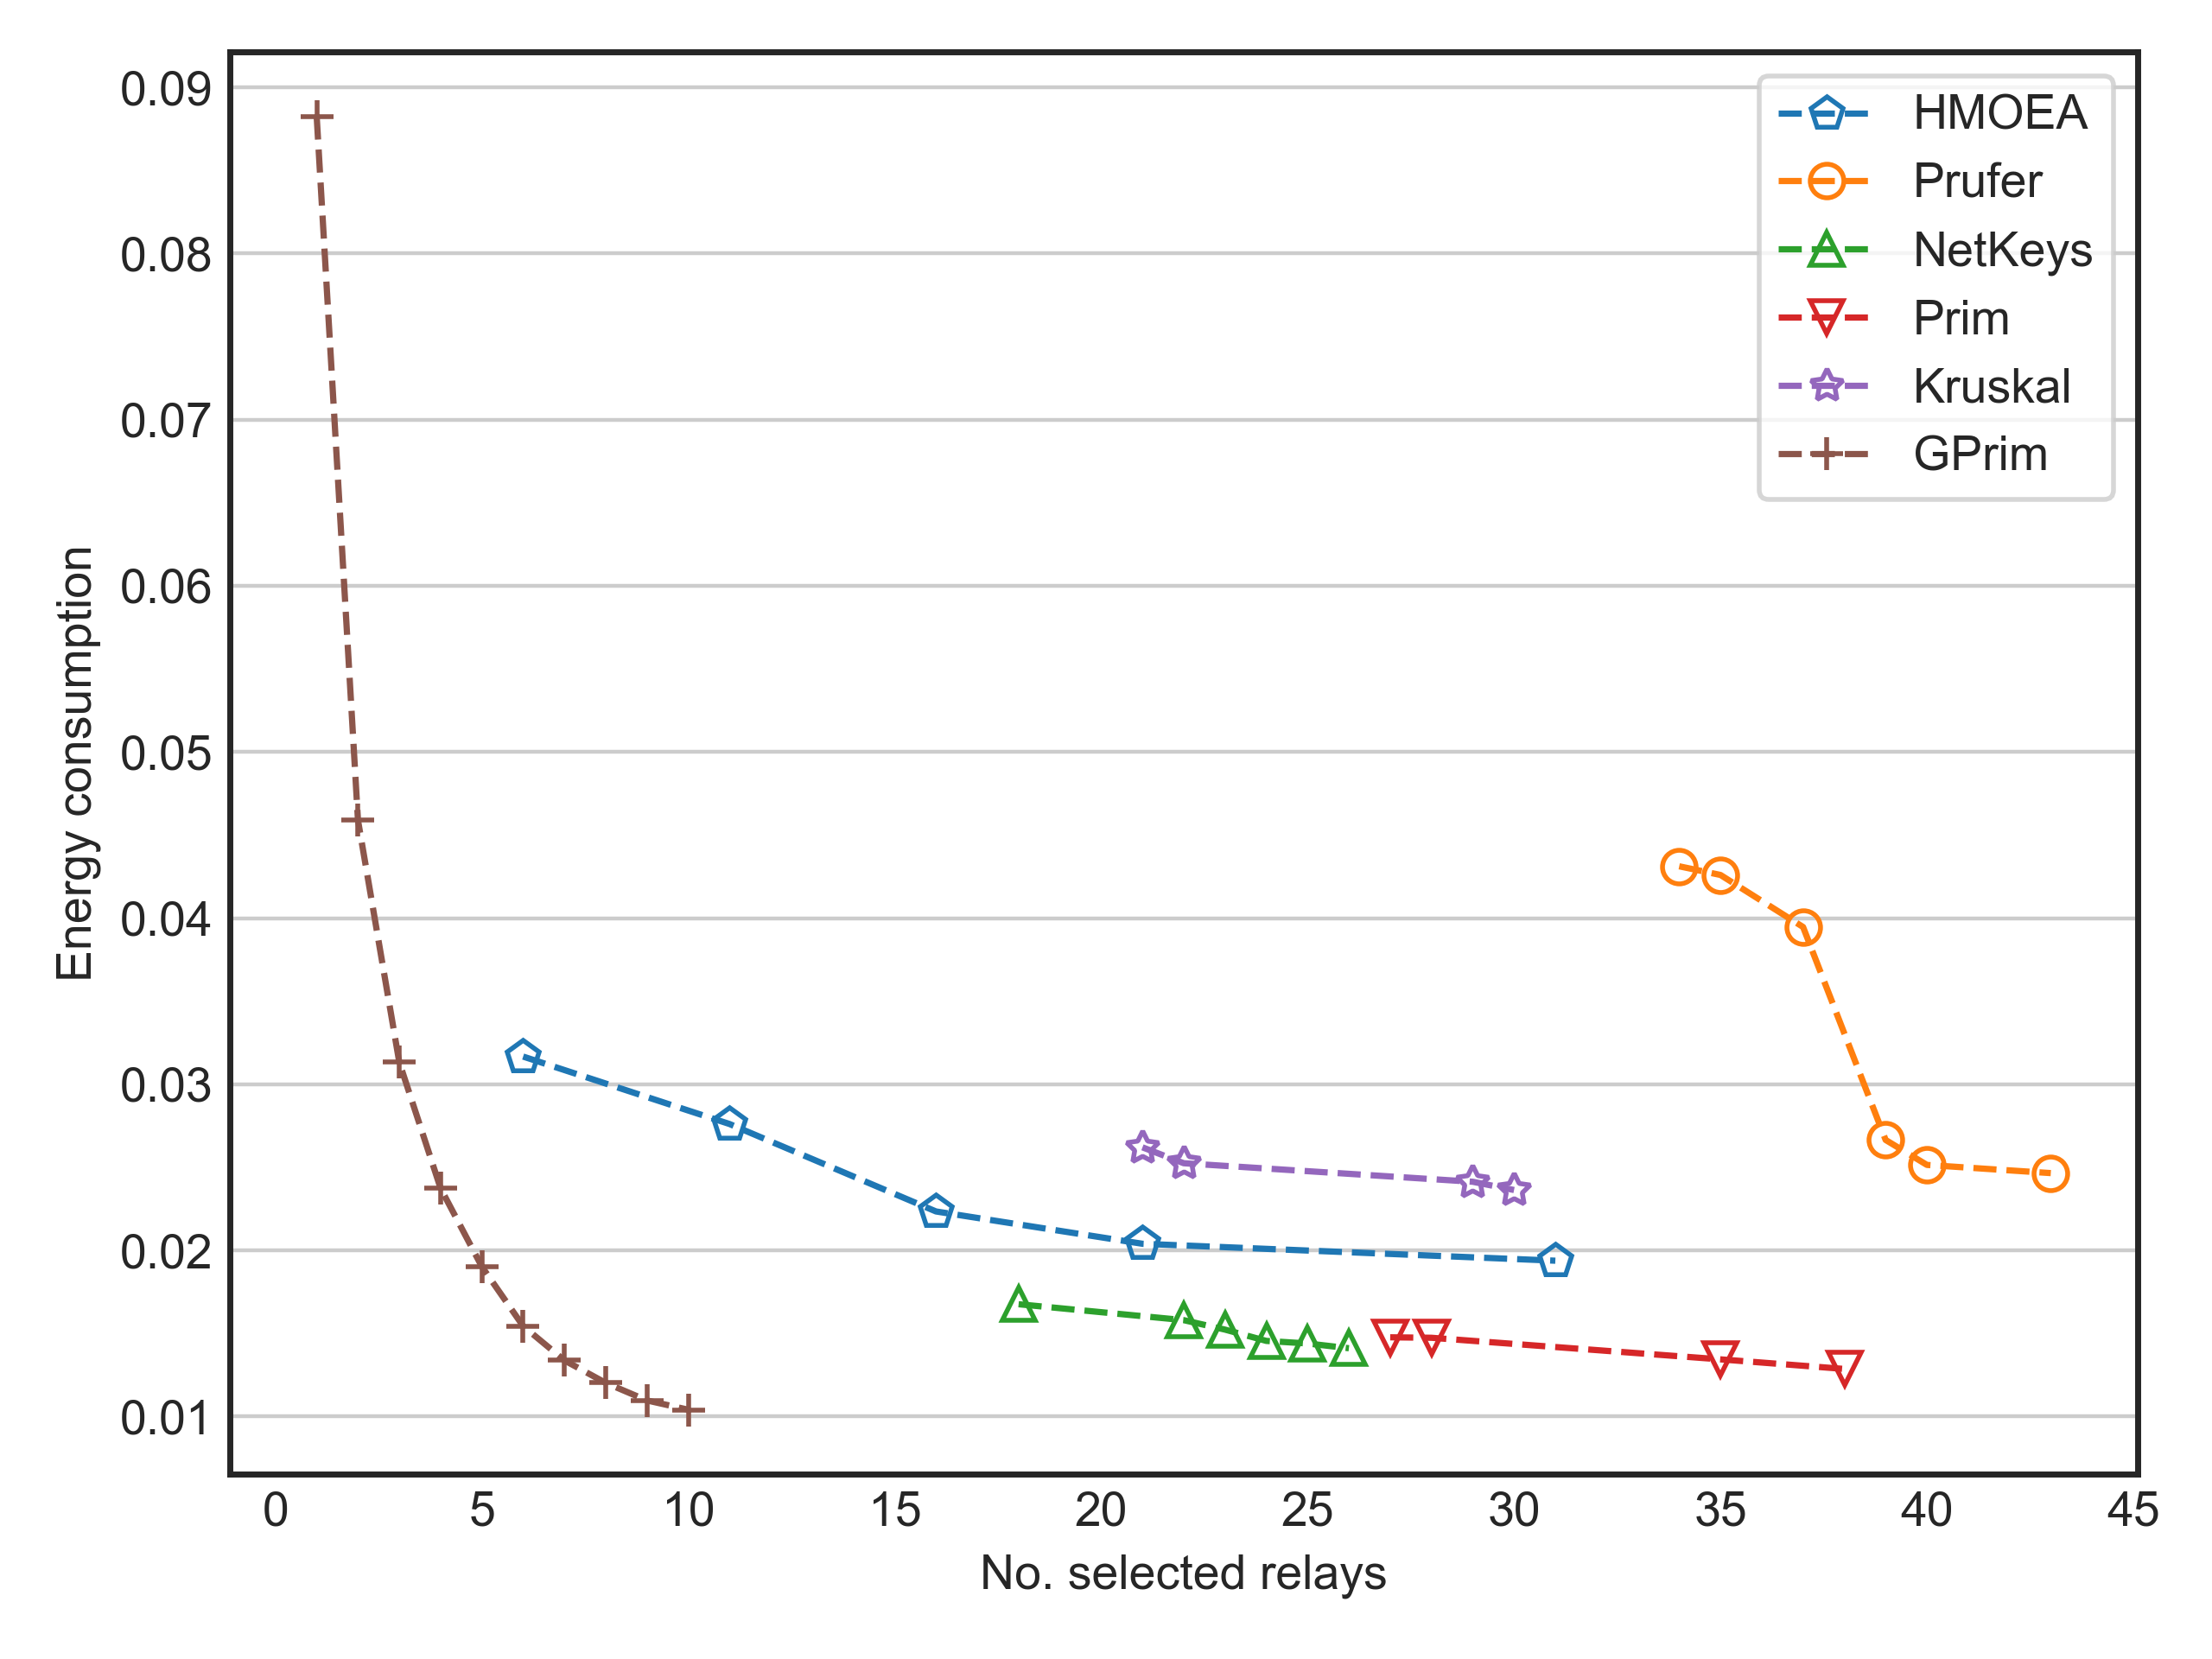 0.09
0.08
0.07
0.06
0.05
0.04
0.03
0.02
0.01
Energy consumption
HMOEA
Prufer
NetKeys
Prim
Kruskal
GPrim
0 5 10 15 20 25 30 35 40 45
No. selected relays